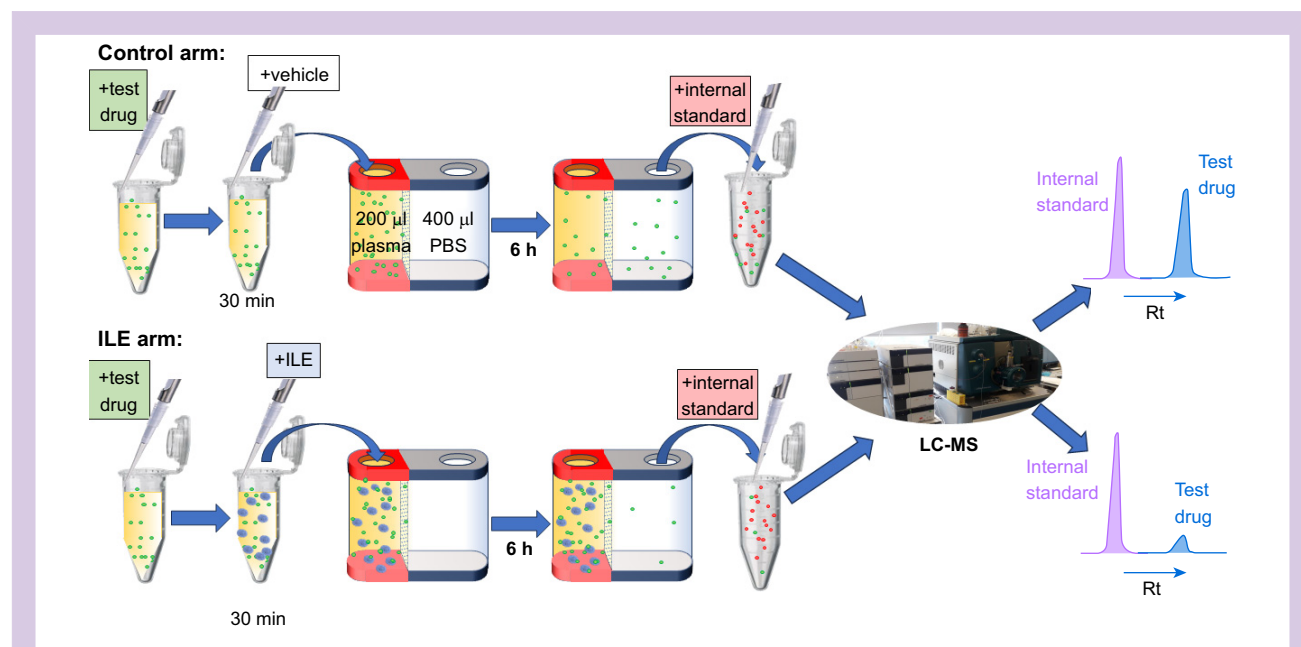 Control arm:
+test
drug
+vehicle
30 min
200 µl
plasma
400 µl
PBS
6 h
+internal
standard
Internal
standard
Test
drug
Rt
ILE arm:
+test
drug
+ILE
30 min
6 h
+internal
standard
LC-MS
Internal
standard
Test
drug
Rt